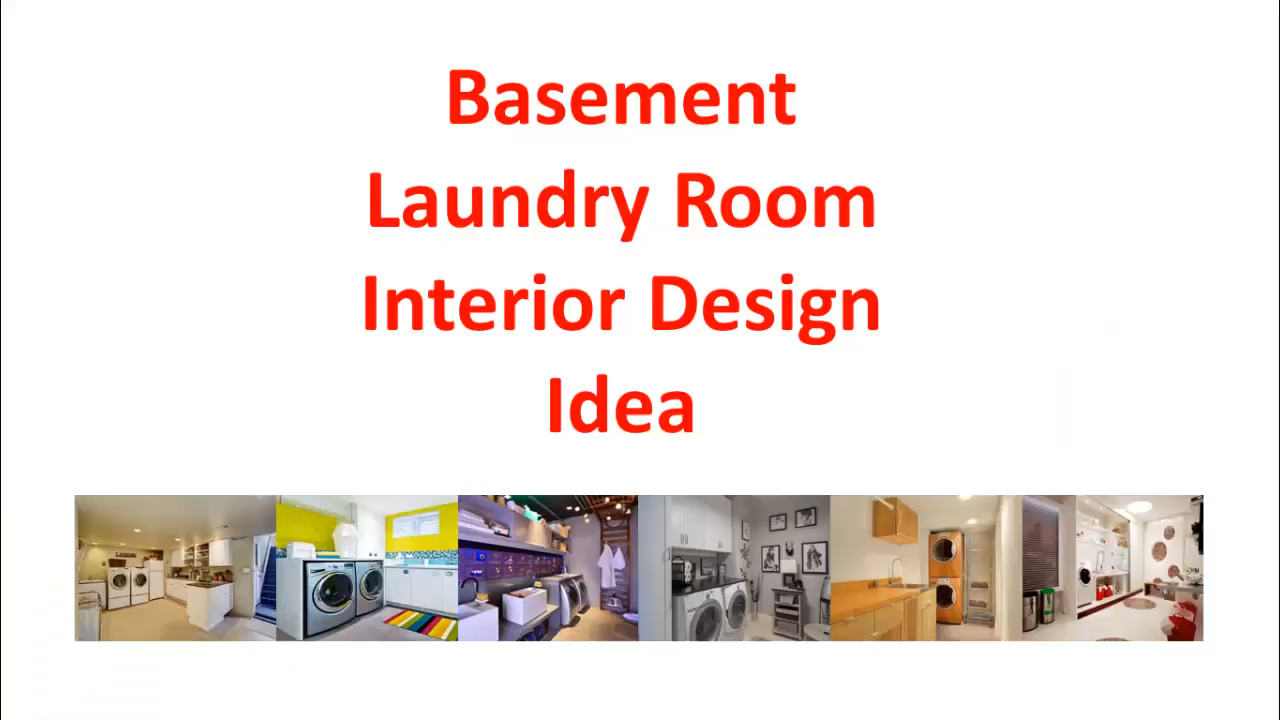 Basement
Laundry Room
Interior Design
Idea